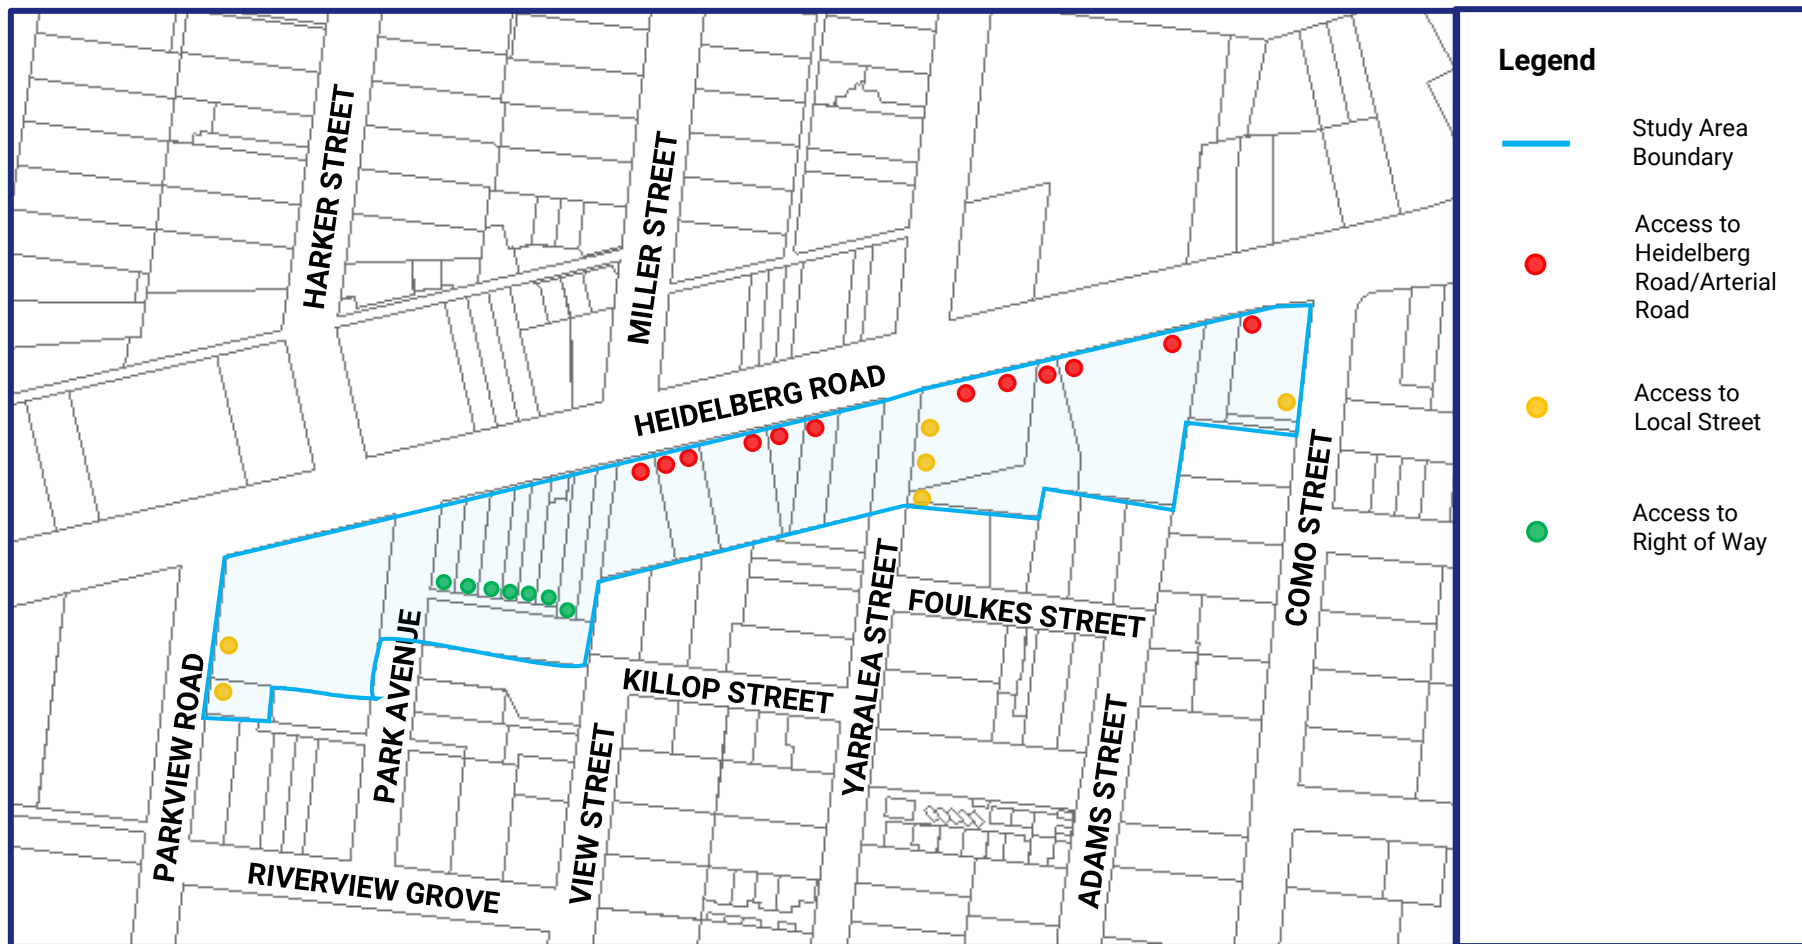 HARKER STREET
MILLER STREET
HEIDELBERG ROAD
PARKVIEW ROAD
PARK AVENUE
RIVERVIEW GROVE
VIEW STREET
KILLOP STREET
YARRALEA STREET
FOULKES STREET
ADAMS STREET
COMO STREET
Legend
Study Area
Boundary
Access to
Heidelberg
Road/Arterial
Road
Access to
Local Street
Access to
Right of Way